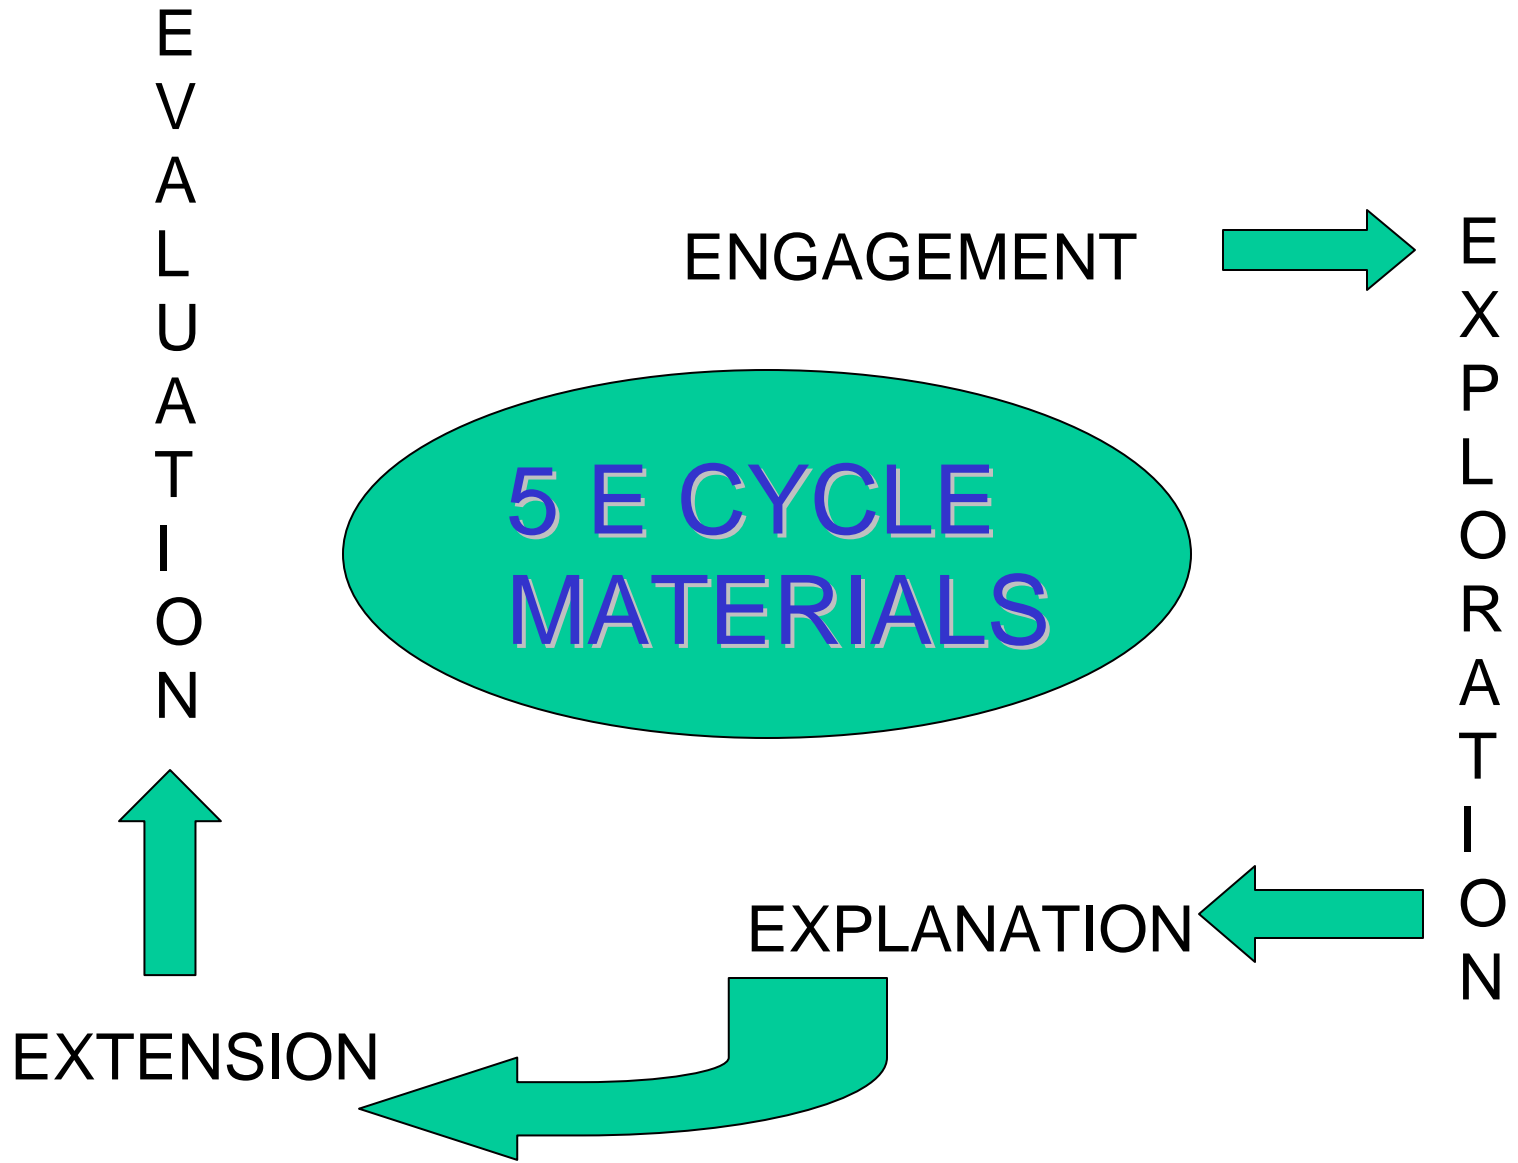 ENGAGEMENT
EXPLORATION
5 E CYCLE
MATERIALS
EXPLANATION
EXTENSION
EVALUATION